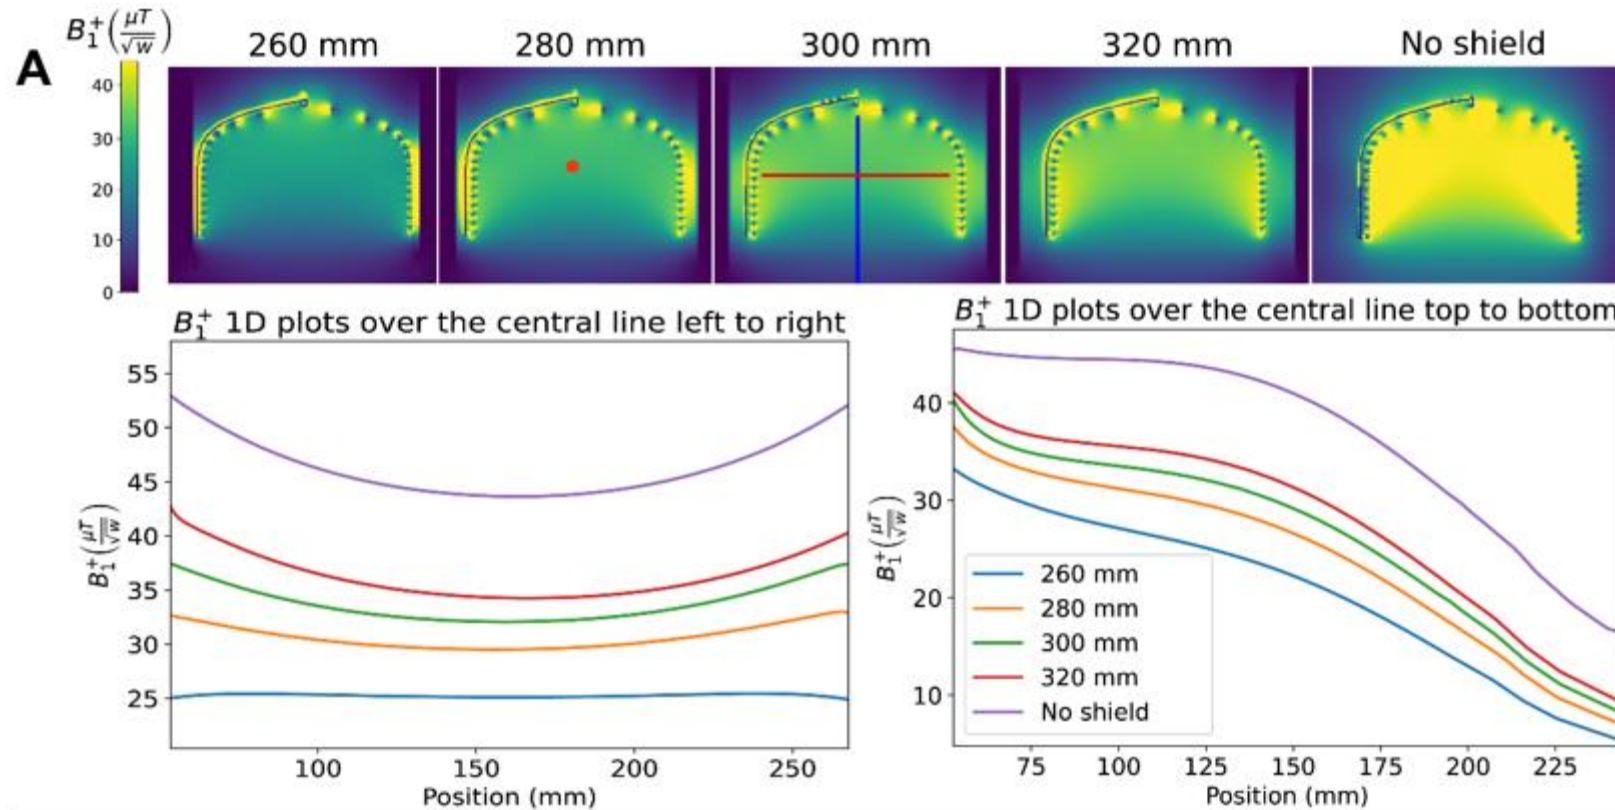 A
B₁⁺(μT/√w)
260 mm
280 mm
300 mm
320 mm
No shield
40
30
20
10
0
B₁⁺ 1D plots over the central line left to right
55
50
45
40
35
30
25
B₁⁺(μT/√w)
100
150
200
250
Position (mm)
B₁⁺ 1D plots over the central line top to bottom
40
30
20
10
B₁⁺(μT/√w)
260 mm
280 mm
300 mm
320 mm
No shield
75
100
125
150
175
200
225
Position (mm)